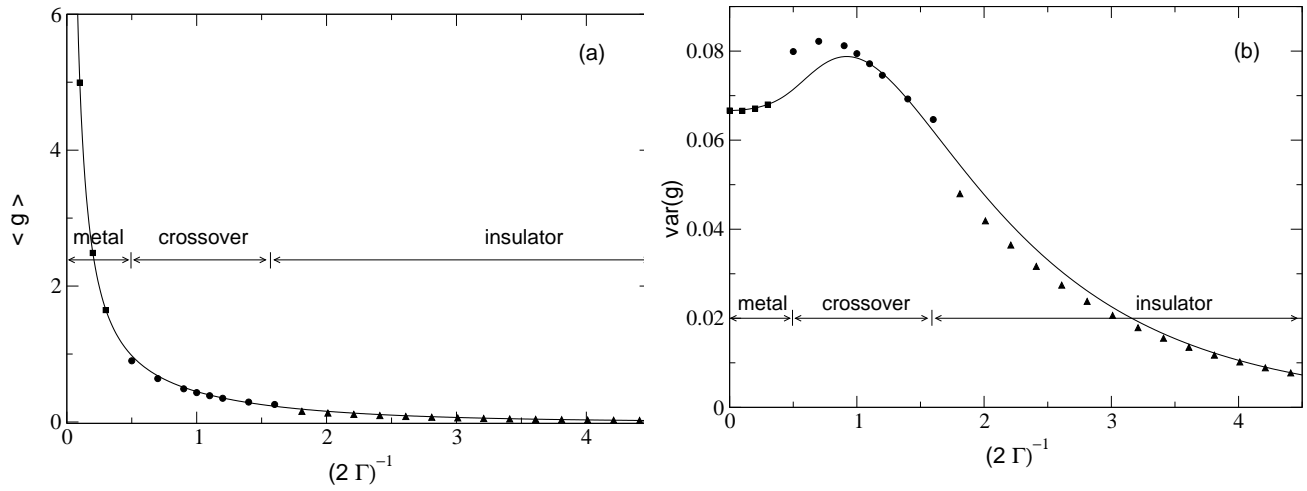 6
4
2
0
< g >
(a)
metal
crossover
insulator
0
1
2
3
4
(2 Γ)⁻¹
0.08
0.06
0.04
0.02
0
var(g)
(b)
metal
crossover
insulator
0
1
2
3
4
(2 Γ)⁻¹